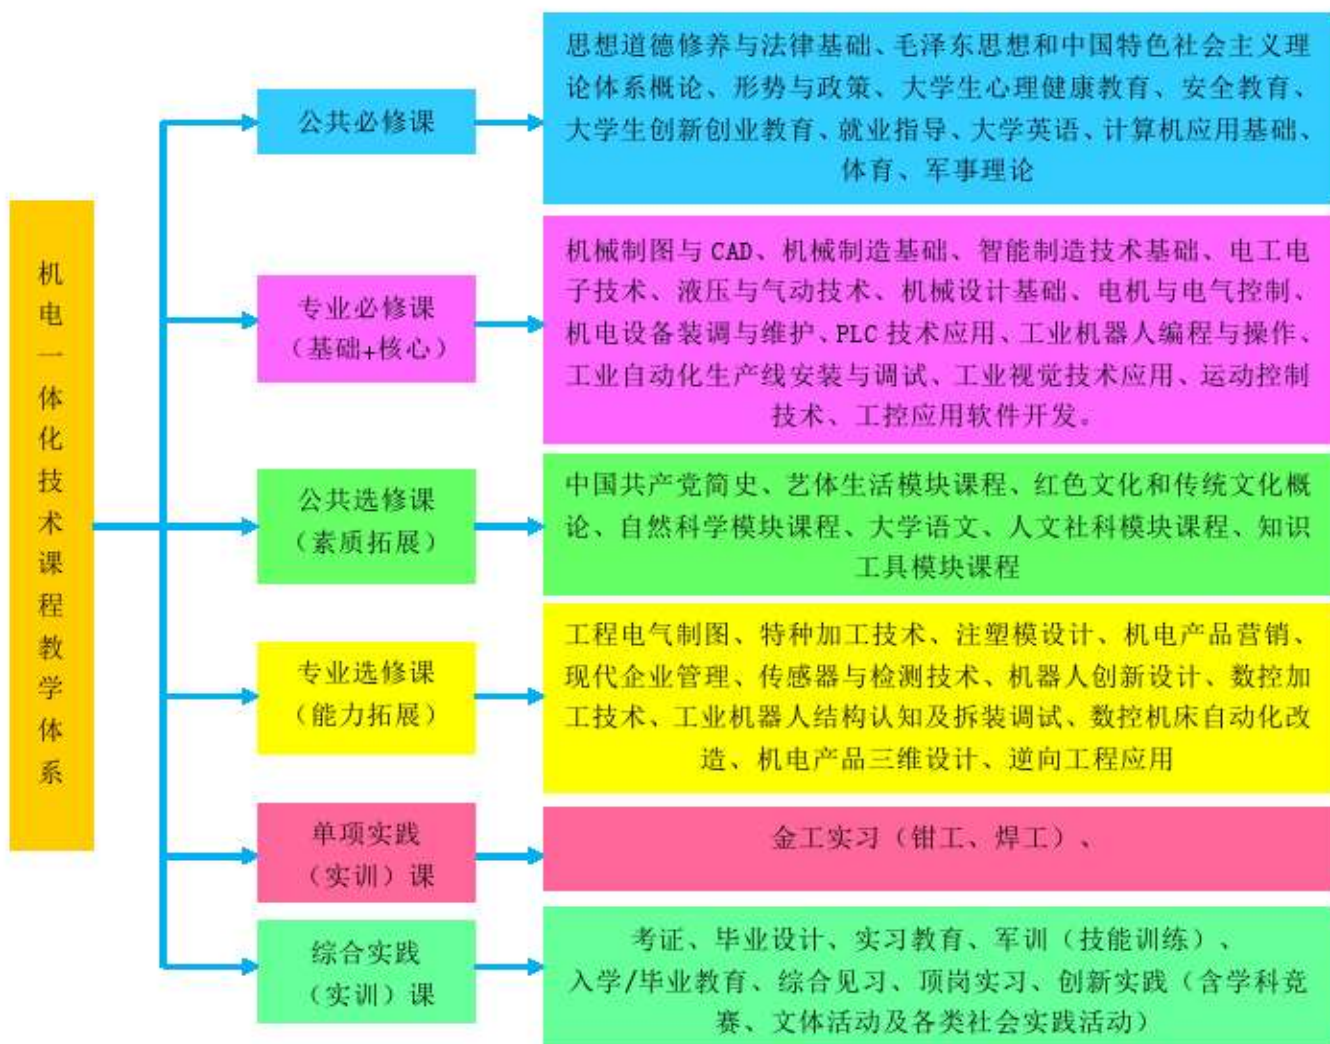 机电一体化技术课程教学体系
公共必修课
思想道德修养与法律基础、毛泽东思想和中国特色社会主义理
论体系概论、形势与政策、大学生心理健康教育、安全教育、
大学生创新创业教育、就业指导、大学英语、计算机应用基础、
体育、军事理论
专业必修课
（基础+核心）
机械制图与 CAD、机械制造基础、智能制造技术基础、电工电
子技术、液压与气动技术、机械设计基础、电机与电气控制、
机电设备装调与维护、PLC 技术应用、工业机器人编程与操作、
工业自动化生产线安装与调试、工业视觉技术应用、运动控制
技术、工控应用软件开发。
公共选修课
（素质拓展）
中国共产党简史、艺体生活模块课程、红色文化和传统文化概
论、自然科学模块课程、大学语文、人文社科模块课程、知识
工具模块课程
专业选修课
（能力拓展）
工程电气制图、特种加工技术、注塑模设计、机电产品营销、
现代企业管理、传感器与检测技术、机器人创新设计、数控加
工技术、工业机器人结构认知及拆装调试、数控机床自动化改
造、机电产品三维设计、逆向工程应用
单项实践
（实训）课
金工实习（钳工、焊工）、
综合实践
（实训）课
考证、毕业设计、实习教育、军训（技能训练）、
入学/毕业教育、综合见习、顶岗实习、创新实践（含学科竞
赛、文体活动及各类社会实践活动）